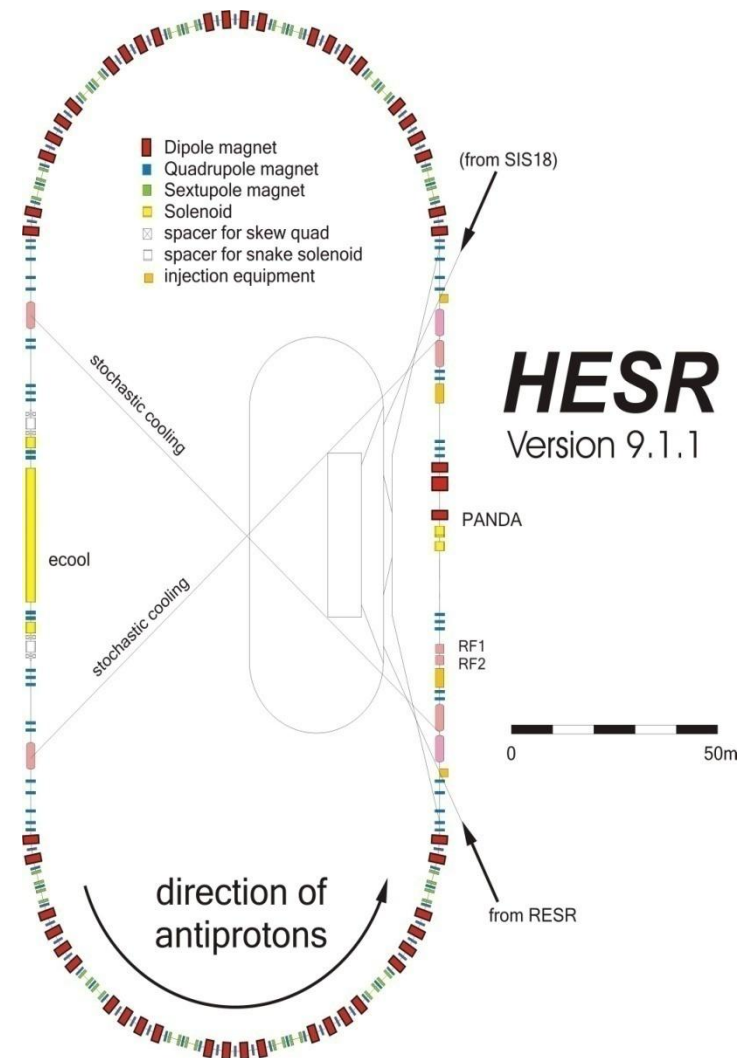 Dipole magnet
Quadrupole magnet
Sextupole magnet
Solenoid
spacer for skew quad
spacer for snake solenoid
injection equipment
(from SIS18)
stochastic cooling
HESR
Version 9.1.1
PANDA
ecool
stochastic cooling
RF1
RF2
0
50m
direction of
antiprotons
from RESR